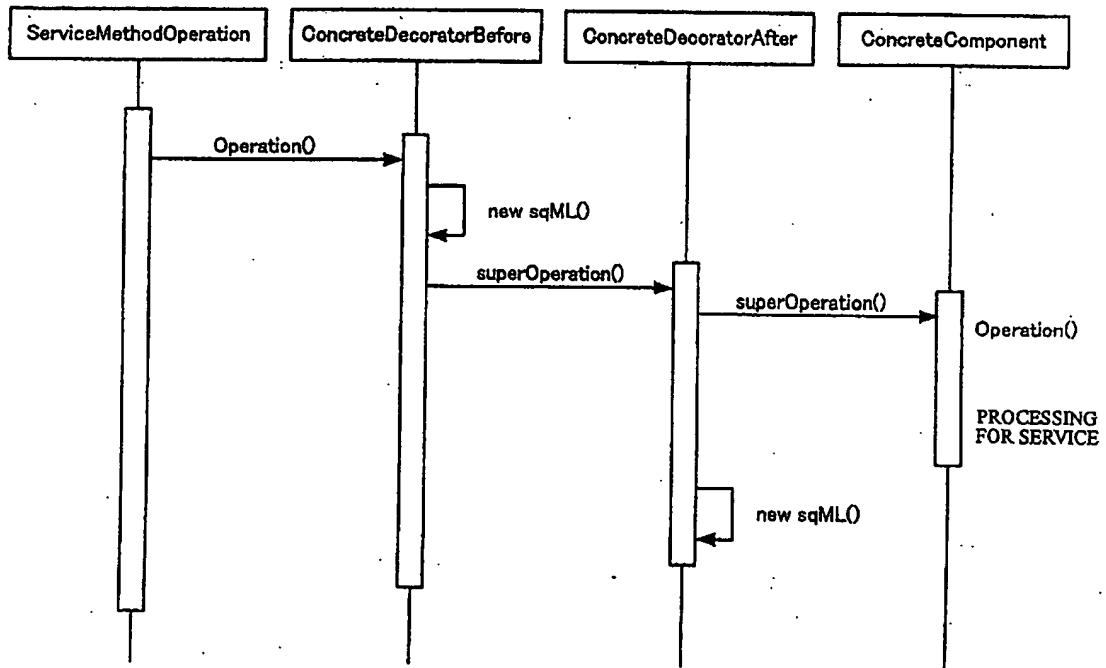 ServiceMethodOperation
ConcreteDecoratorBefore
ConcreteDecoratorAfter
ConcreteComponent
Operation()
new sqML()
superOperation()
superOperation()
Operation()
PROCESSING
FOR SERVICE
new sqML()